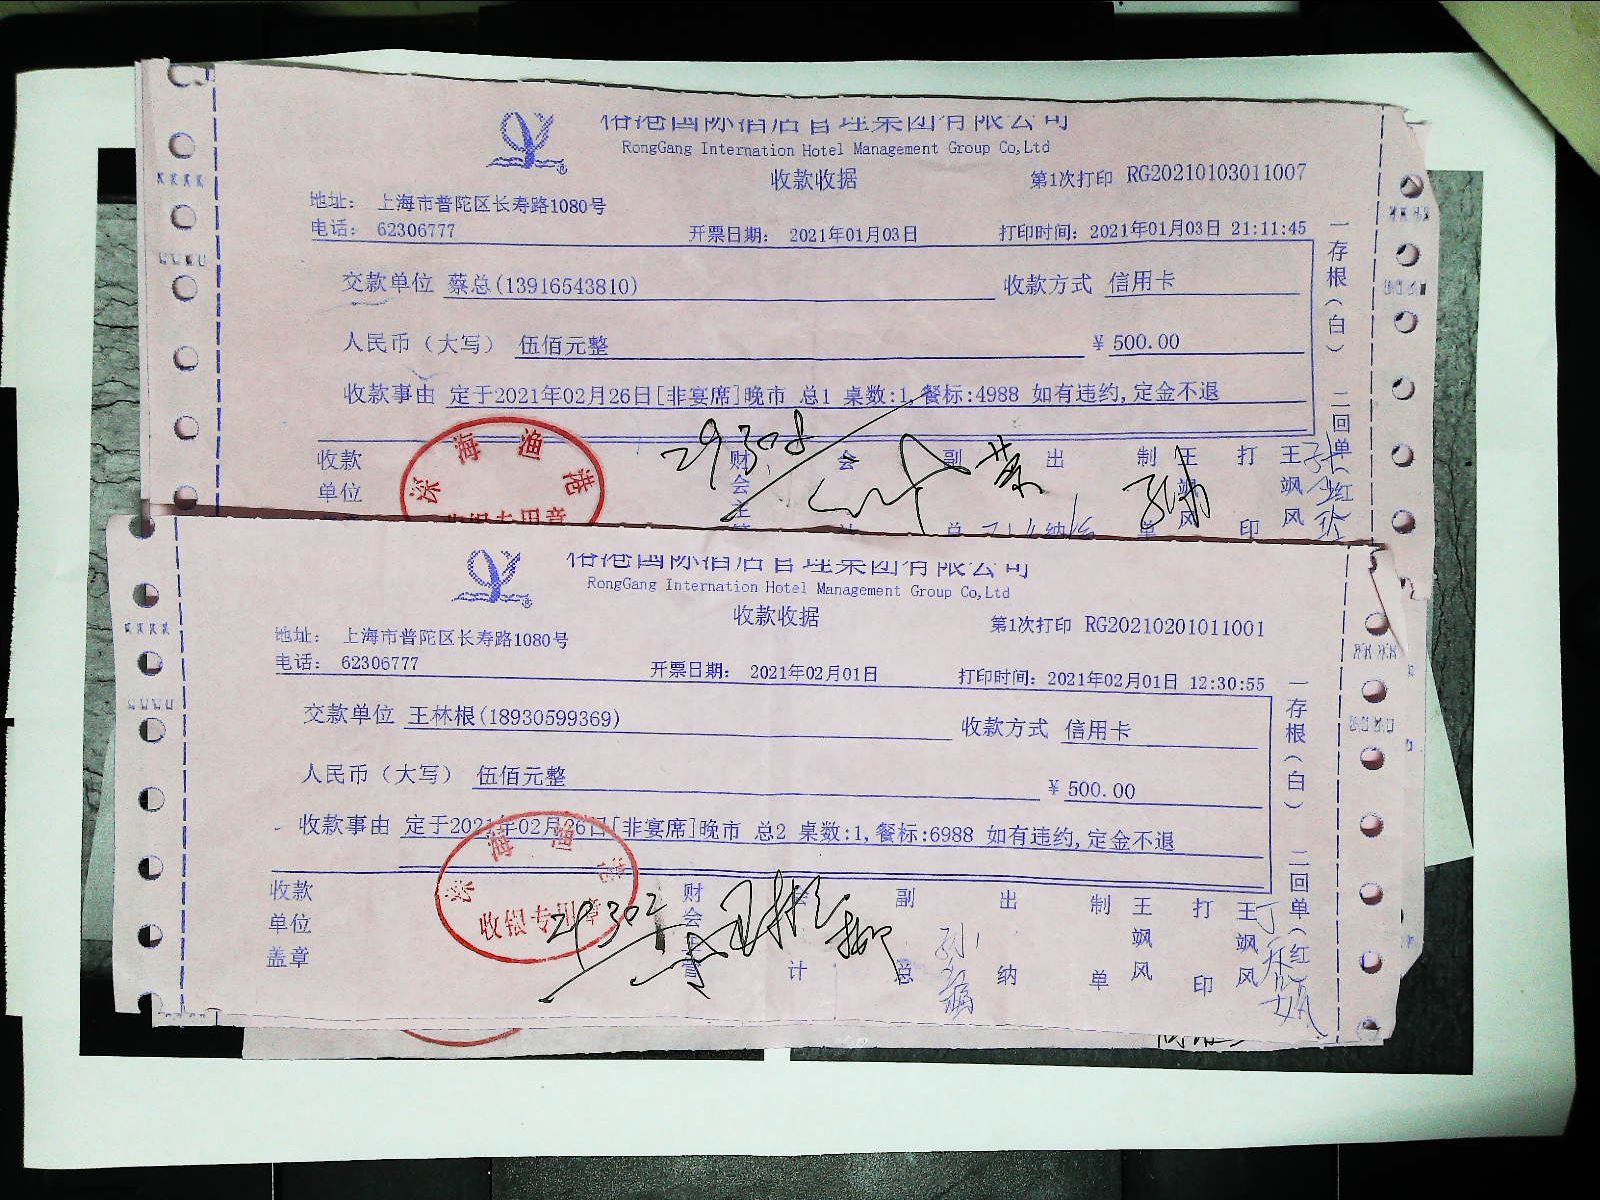 RongGang Internation Hotel Management Group Co,Ltd
收款收据
第1次打印 RG20210103011007
地址： 上海市普陀区长寿路1080号
电话： 62306777 开票日期： 2021年01月03日 打印时间：2021年01月03日 21:11:45
交款单位 蔡总(13916543810) 收款方式 信用卡
人民币（大写） 伍佰元整 ￥500.00
收款事由 定于2021年02月26日[非宴席]晚市 总1 桌数:1,餐标:4988 如有违约,定金不退
一存根（白） 二回单（红）
收款单位
财会主 会 副 出 制 王飒风 打印 王飒风
深海渔港
29308
RongGang Internation Hotel Management Group Co,Ltd
收款收据
第1次打印 RG20210201011001
地址： 上海市普陀区长寿路1080号
电话： 62306777 开票日期： 2021年02月01日 打印时间：2021年02月01日 12:30:55
交款单位 王林根(18930599369) 收款方式 信用卡
人民币（大写） 伍佰元整 ￥500.00
收款事由 定于2021年02月26日[非宴席]晚市 总2 桌数:1,餐标:6988 如有违约,定金不退
一存根（白） 二回单（红）
收款单位盖章
财会 计 副总 出纳 制单 王飒风 打印 王飒风
收银专用章
29302